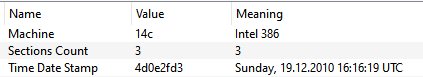 Name Value Meaning
Machine 14c Intel 386
Sections Count 3 3
Time Date Stamp 4d0e2fd3 Sunday, 19.12.2010 16:16:19 UTC